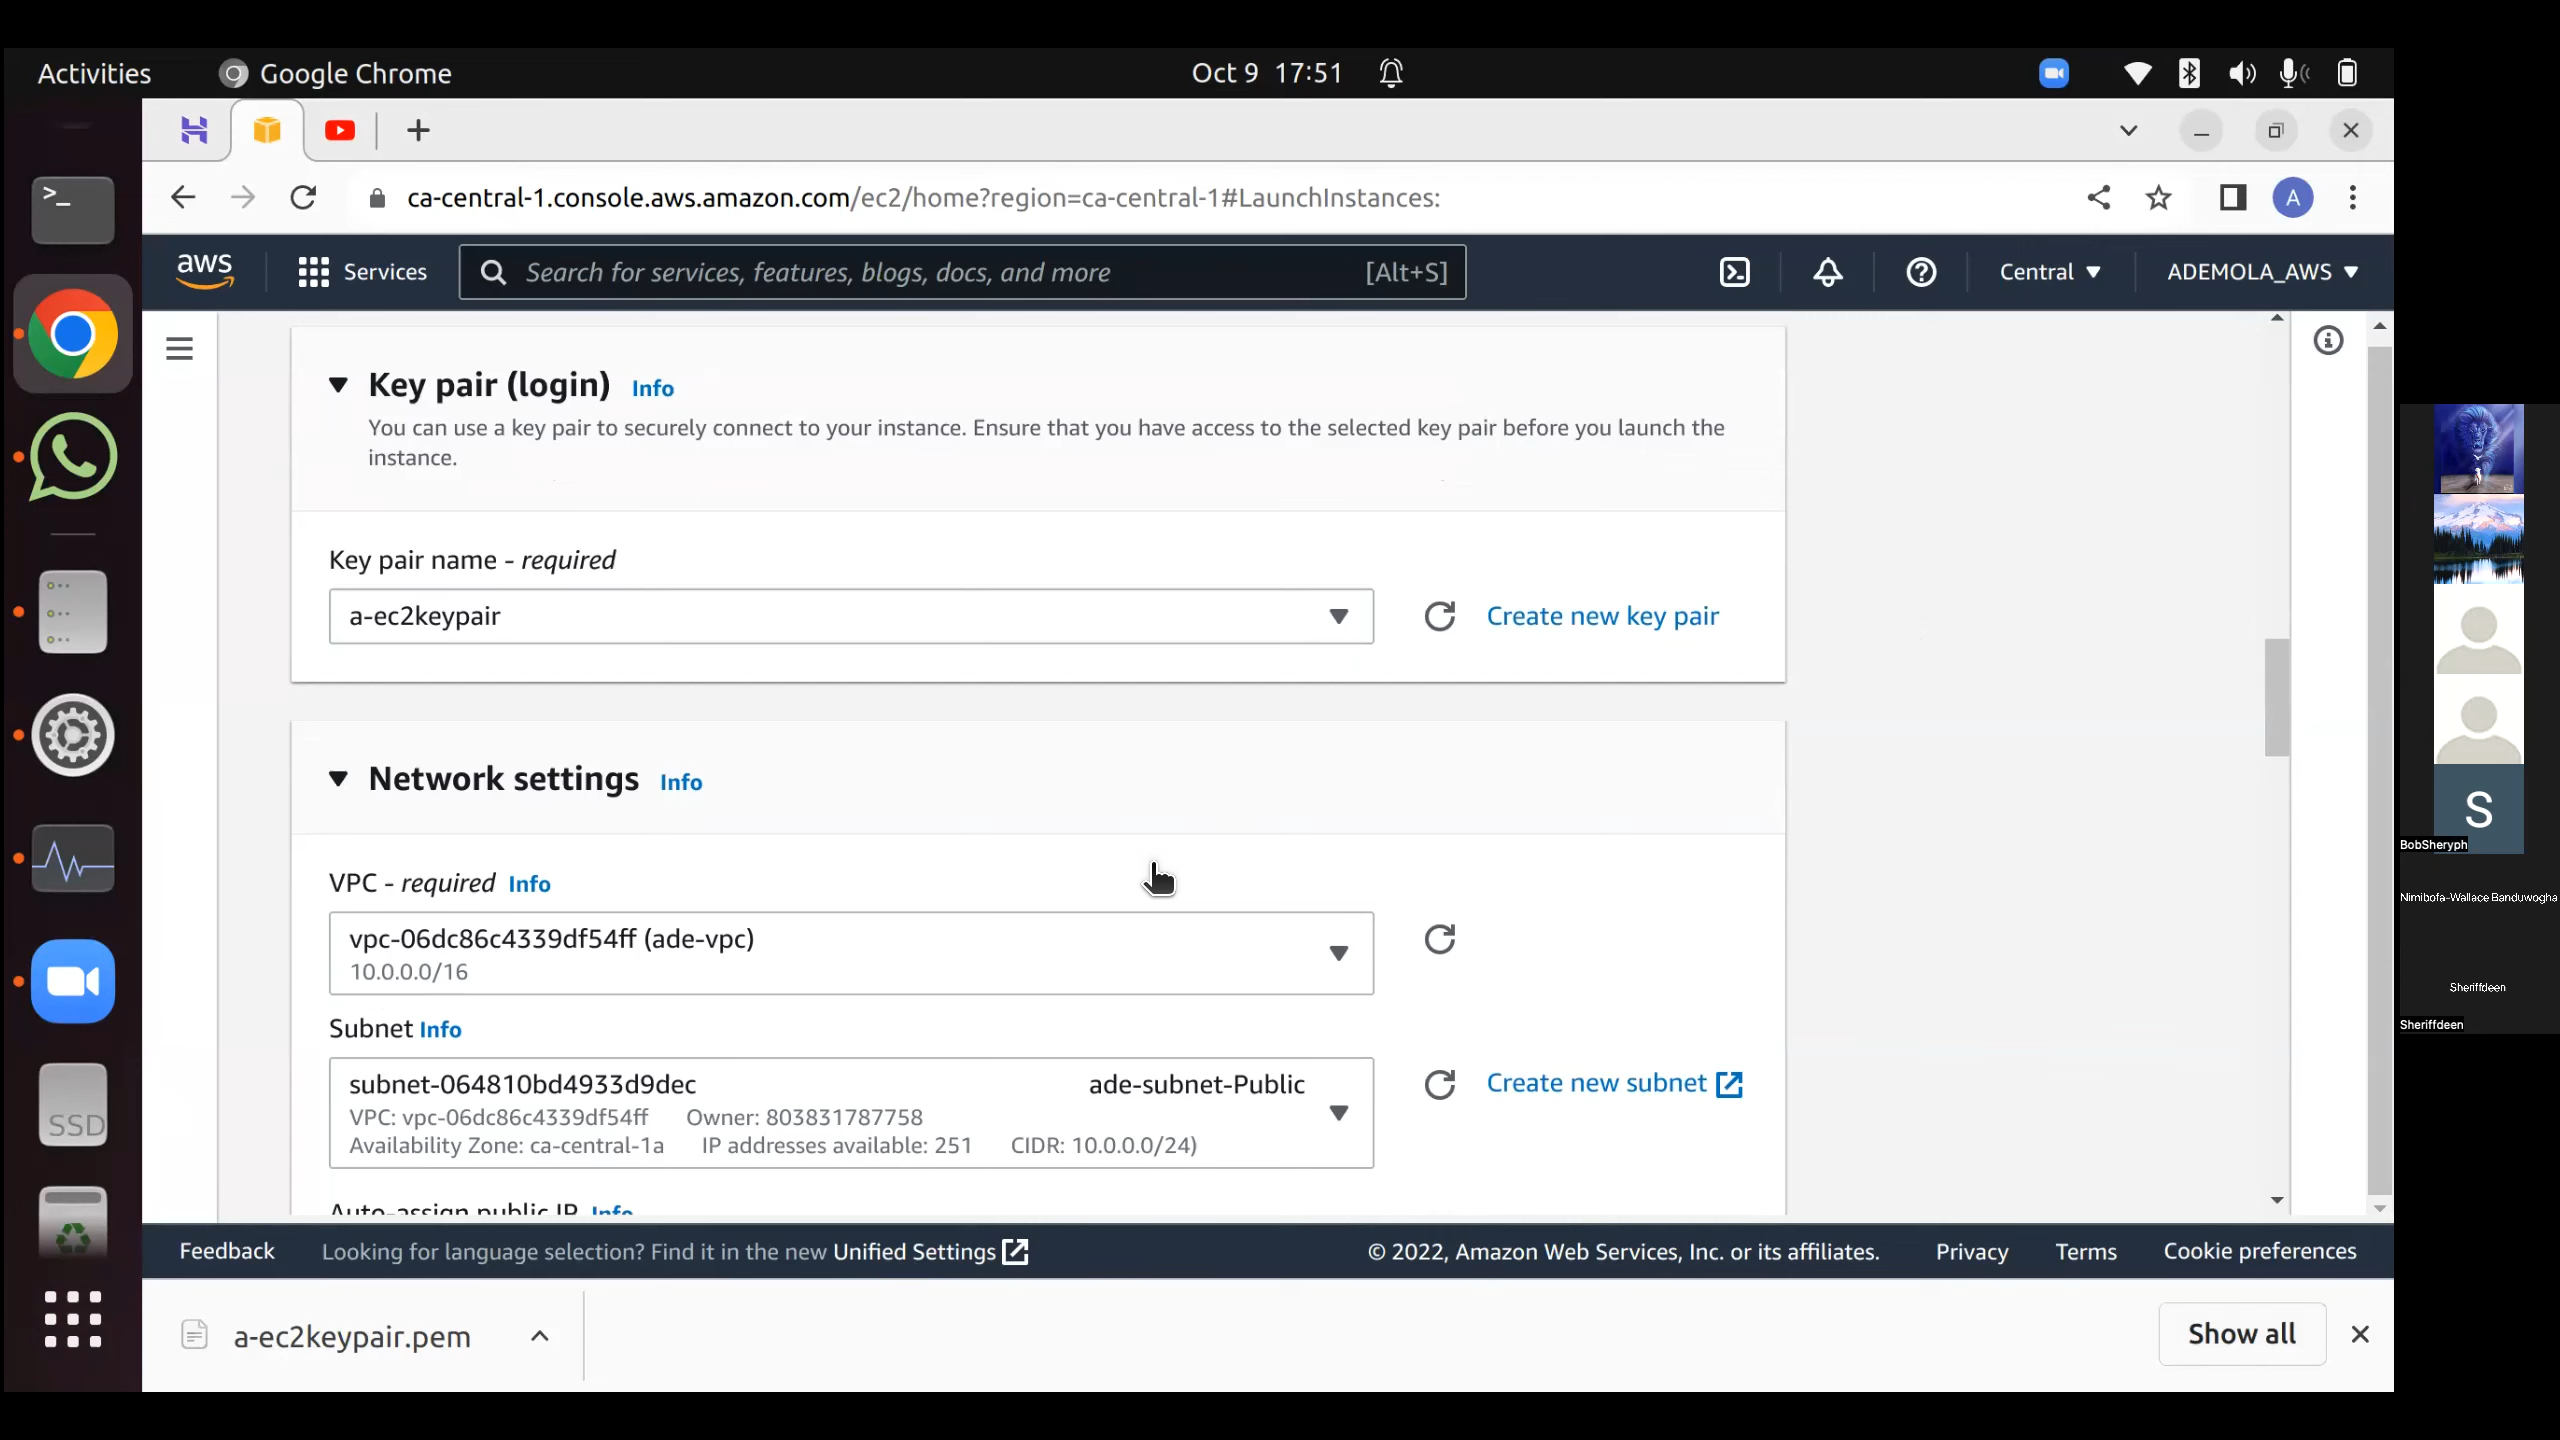 Activities
Google Chrome
Oct 9 17:51
ca-central-1.console.aws.amazon.com/ec2/home?region=ca-central-1#LaunchInstances:
A
aws
Services
Search for services, features, blogs, docs, and more
[Alt+S]
Central
ADEMOLA_AWS
Key pair (login) Info
You can use a key pair to securely connect to your instance. Ensure that you have access to the selected key pair before you launch the
instance.
Key pair name - required
a-ec2keypair
Create new key pair
Network settings Info
VPC - required Info
vpc-06dc86c4339df54ff (ade-vpc)
10.0.0.0/16
Subnet Info
subnet-064810bd4933d9dec
ade-subnet-Public
VPC: vpc-06dc86c4339df54ff Owner: 803831787758
Availability Zone: ca-central-1a IP addresses available: 251 CIDR: 10.0.0.0/24)
Create new subnet
Auto-assign public IP Info
Feedback
Looking for language selection? Find it in the new Unified Settings
© 2022, Amazon Web Services, Inc. or its affiliates.
Privacy
Terms
Cookie preferences
a-ec2keypair.pem
Show all
SSD
S
BobSheryph
Nimibofa-Wallace Banduwogha
Sheriffdeen
Sheriffdeen